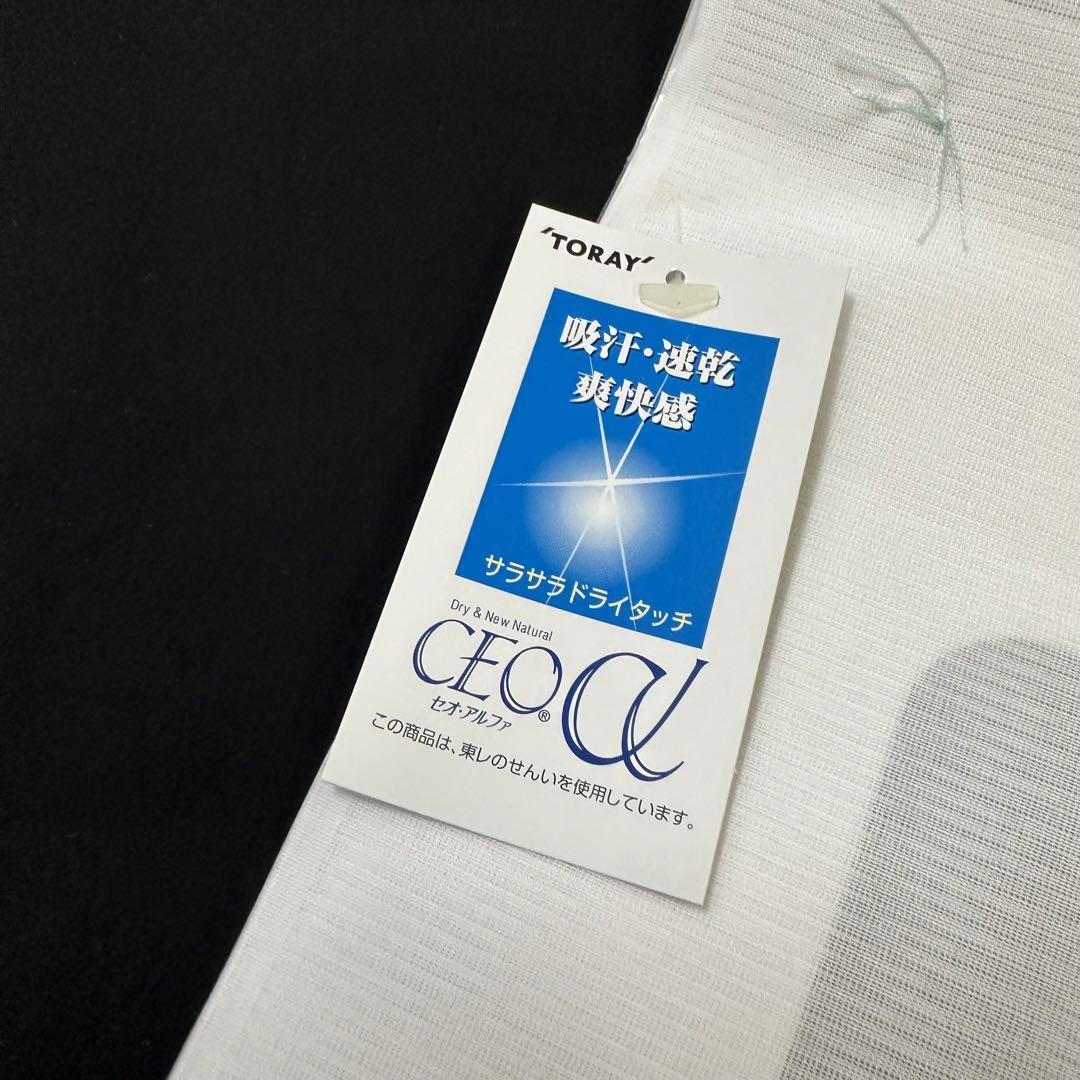 'TORAY'
吸汗・速乾
爽快感
サラサラドライタッチ
Dry & New Natural
CEO®α
セオ・アルファ
この商品は、東レのせんいを使用しています。